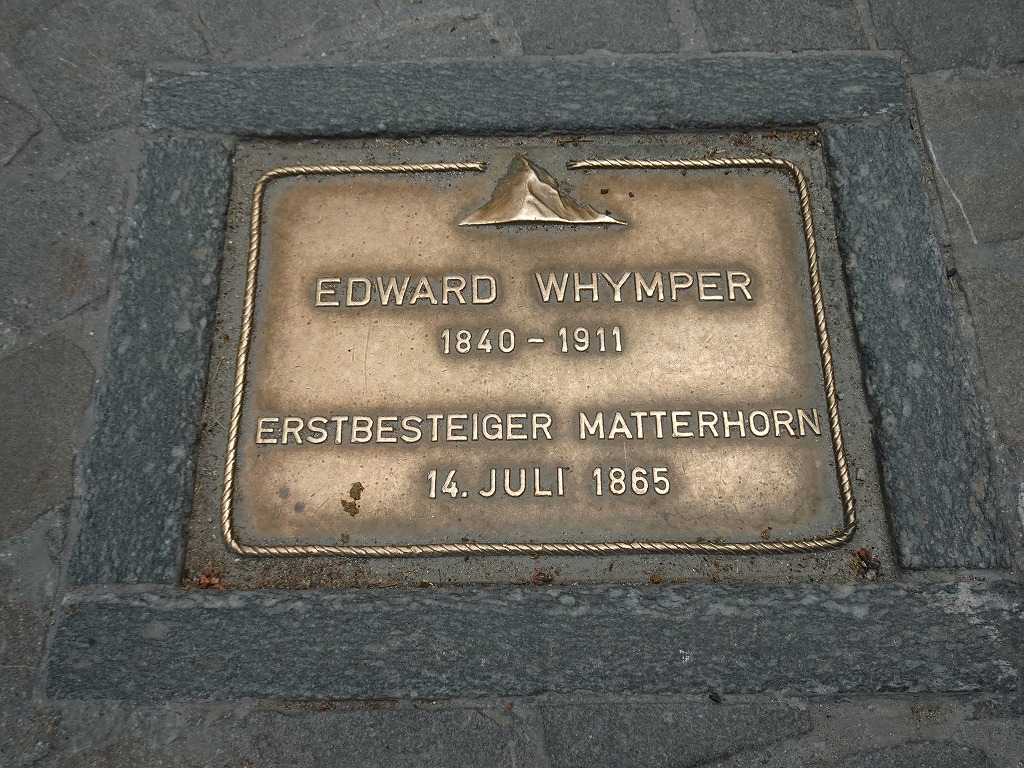 EDWARD WHYMPER
1840 - 1911
ERSTBESTEIGER MATTERHORN
14. JULI 1865